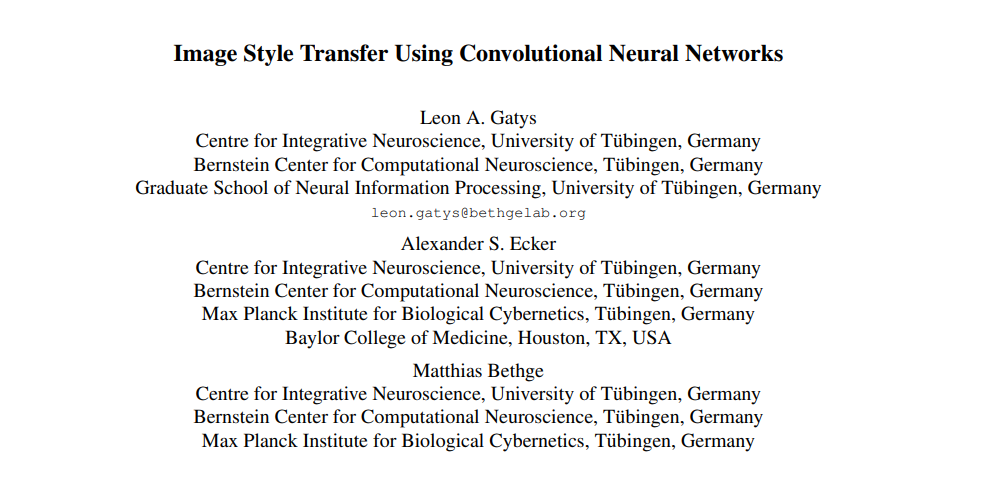 Image Style Transfer Using Convolutional Neural Networks
Leon A. Gatys
Centre for Integrative Neuroscience, University of Tübingen, Germany
Bernstein Center for Computational Neuroscience, Tübingen, Germany
Graduate School of Neural Information Processing, University of Tübingen, Germany
leon.gatys@bethgelab.org
Alexander S. Ecker
Centre for Integrative Neuroscience, University of Tübingen, Germany
Bernstein Center for Computational Neuroscience, Tübingen, Germany
Max Planck Institute for Biological Cybernetics, Tübingen, Germany
Baylor College of Medicine, Houston, TX, USA
Matthias Bethge
Centre for Integrative Neuroscience, University of Tübingen, Germany
Bernstein Center for Computational Neuroscience, Tübingen, Germany
Max Planck Institute for Biological Cybernetics, Tübingen, Germany